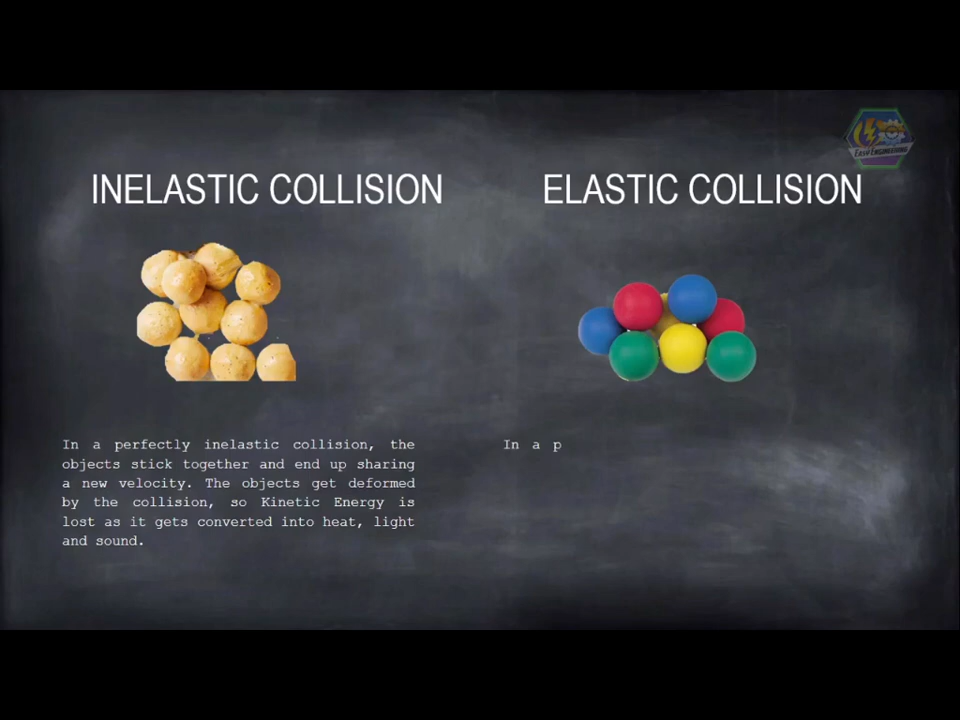 EASY ENGINEERING
INELASTIC COLLISION
ELASTIC COLLISION
In a perfectly inelastic collision, the
objects stick together and end up sharing
a new velocity. The objects get deformed
by the collision, so Kinetic Energy is
lost as it gets converted into heat, light
and sound.
In a p